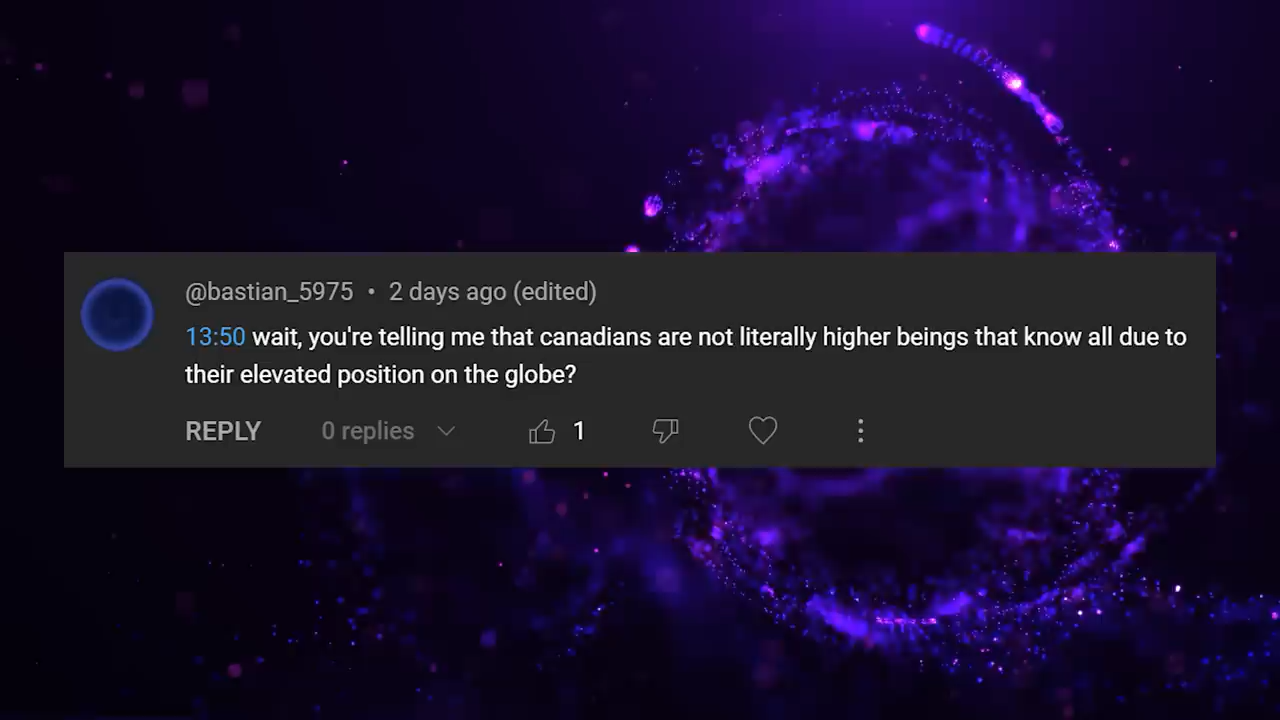 @bastian_5975 • 2 days ago (edited)
13:50 wait, you're telling me that canadians are not literally higher beings that know all due to
their elevated position on the globe?
REPLY 0 replies 1